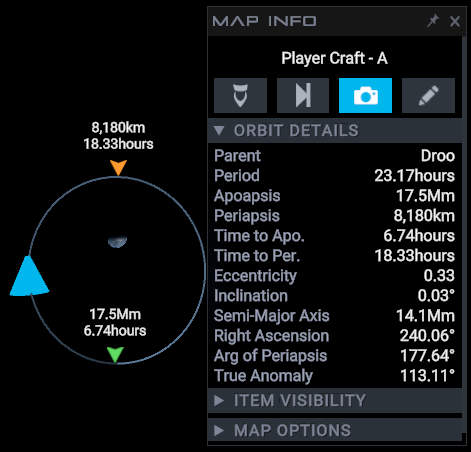 MAP INFO
Player Craft - A
ORBIT DETAILS
Parent Droo
Period 23.17hours
Apoapsis 17.5Mm
Periapsis 8,180km
Time to Apo. 6.74hours
Time to Per. 18.33hours
Eccentricity 0.33
Inclination 0.03°
Semi-Major Axis 14.1Mm
Right Ascension 240.06°
Arg of Periapsis 177.64°
True Anomaly 113.11°
ITEM VISIBILITY
MAP OPTIONS
8,180km
18.33hours
17.5Mm
6.74hours